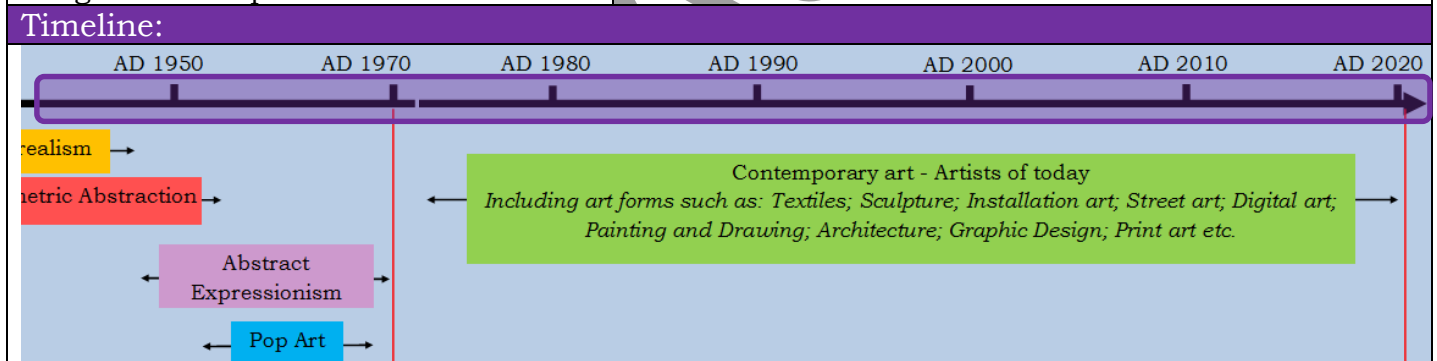 Timeline:
AD 1950 AD 1970 AD 1980 AD 1990 AD 2000 AD 2010 AD 2020
realism
Contemporary art - Artists of today
netric Abstraction
Including art forms such as: Textiles; Sculpture; Installation art; Street art; Digital art;
Painting and Drawing; Architecture; Graphic Design; Print art etc.
Abstract
Expressionism
Pop Art